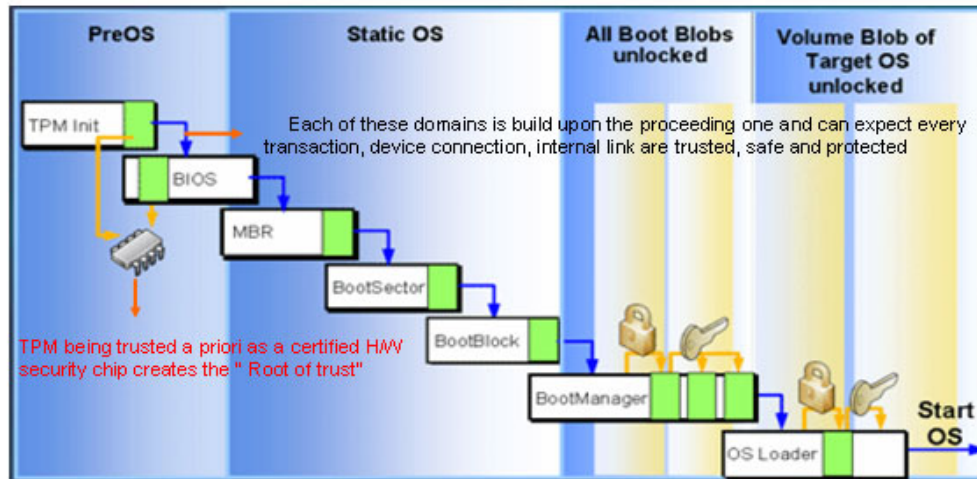 PreOS
Static OS
All Boot Blobs
unlocked
Volume Blob of
Target OS
unlocked
TPM Init
Each of these domains is build upon the proceeding one and can expect every
transaction, device connection, internal link are trusted, safe and protected
BIOS
MBR
BootSector
TPM being trusted a priori as a certified H/W
security chip creates the " Root of trust"
BootBlock
BootManager
OS Loader
Start
OS